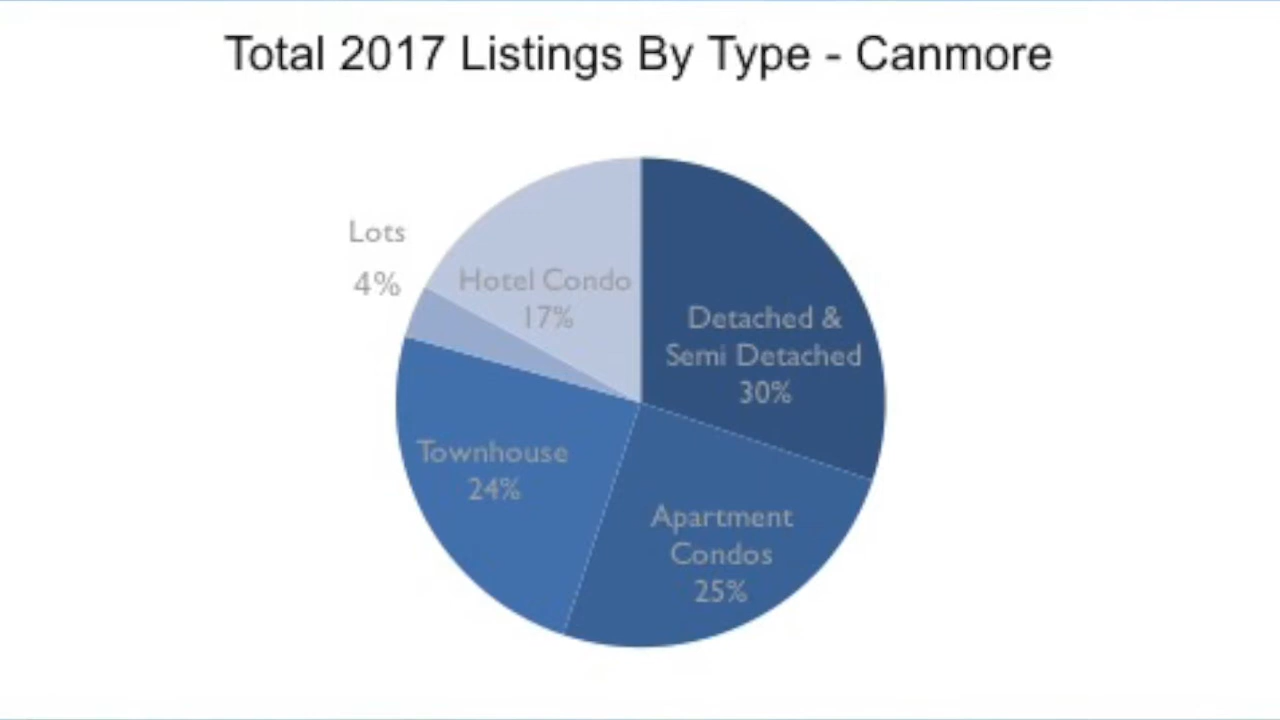 Total 2017 Listings By Type - Canmore
Lots
4%
Hotel Condo
17%
Detached &
Semi Detached
30%
Townhouse
24%
Apartment
Condos
25%